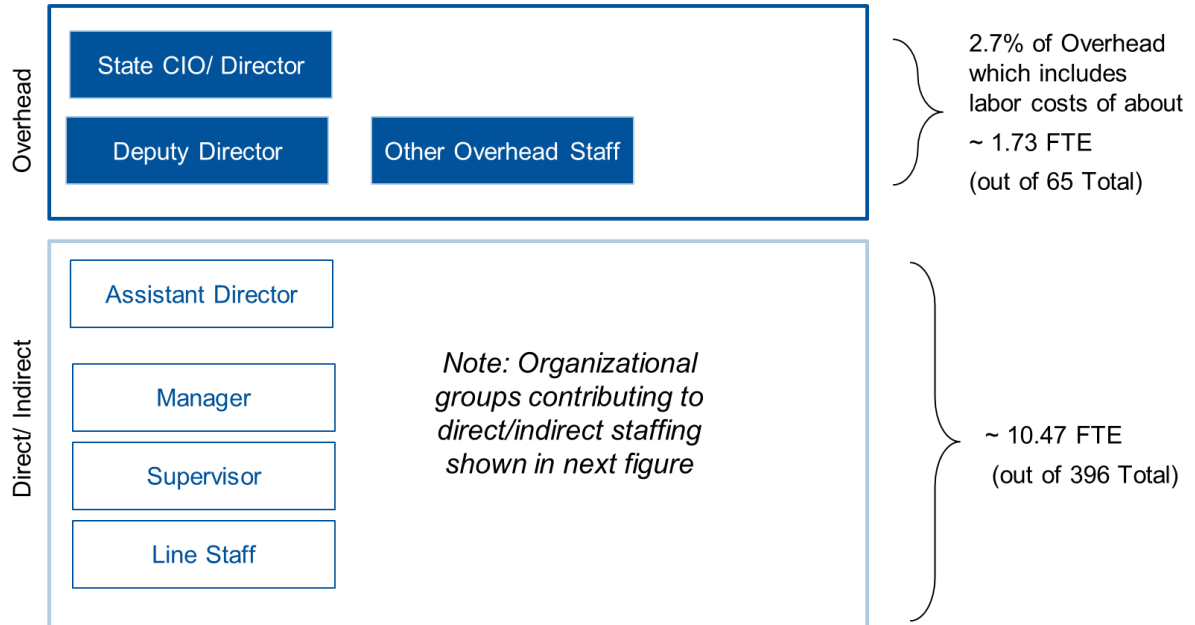 Overhead
State CIO/ Director
Deputy Director
Other Overhead Staff
2.7% of Overhead
which includes
labor costs of about
~ 1.73 FTE
(out of 65 Total)
Direct/ Indirect
Assistant Director
Manager
Supervisor
Line Staff
Note: Organizational
groups contributing to
direct/indirect staffing
shown in next figure
~ 10.47 FTE
(out of 396 Total)